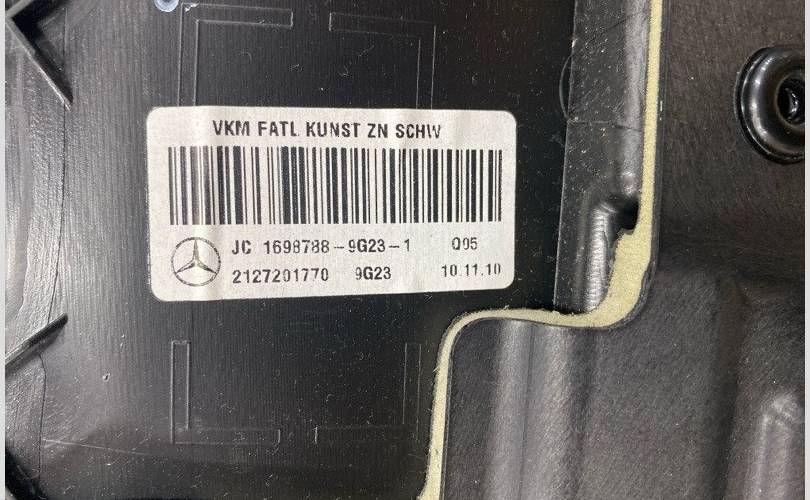 VKM FATL KUNST ZN SCHW
JC 1698788-9G23-1 Q05
2127201770 9G23 10.11.10